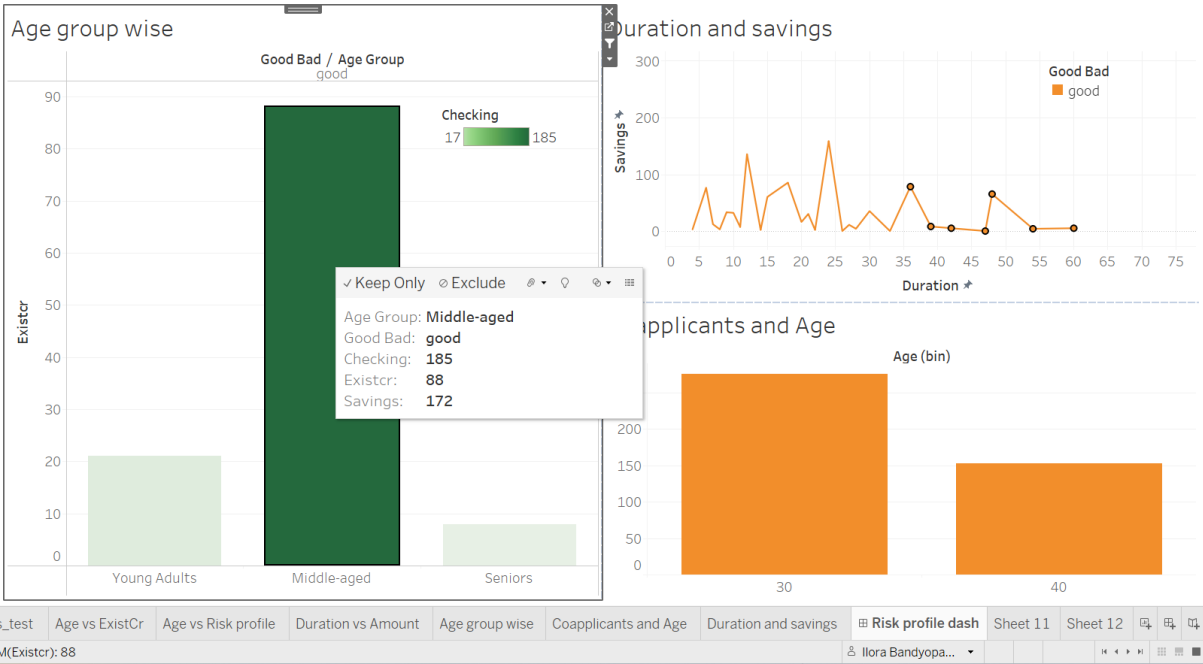 Age group wise
Good Bad / Age Group
good
90
80
70
60
50
40
30
20
10
0
Existcr
Checking
17 185
Young Adults Middle-aged Seniors
Keep Only Exclude
Age Group: Middle-aged
Good Bad: good
Checking: 185
Existcr: 88
Savings: 172
Duration and savings
Good Bad
good
300
200
100
0
Savings
0 5 10 15 20 25 30 35 40 45 50 55 60 65 70 75
Duration
applicants and Age
Age (bin)
200
150
100
50
0
30 40
s_test Age vs ExistCr Age vs Risk profile Duration vs Amount Age group wise Coapplicants and Age Duration and savings Risk profile dash Sheet 11 Sheet 12
M(Existcr): 88
Ilora Bandyopa...